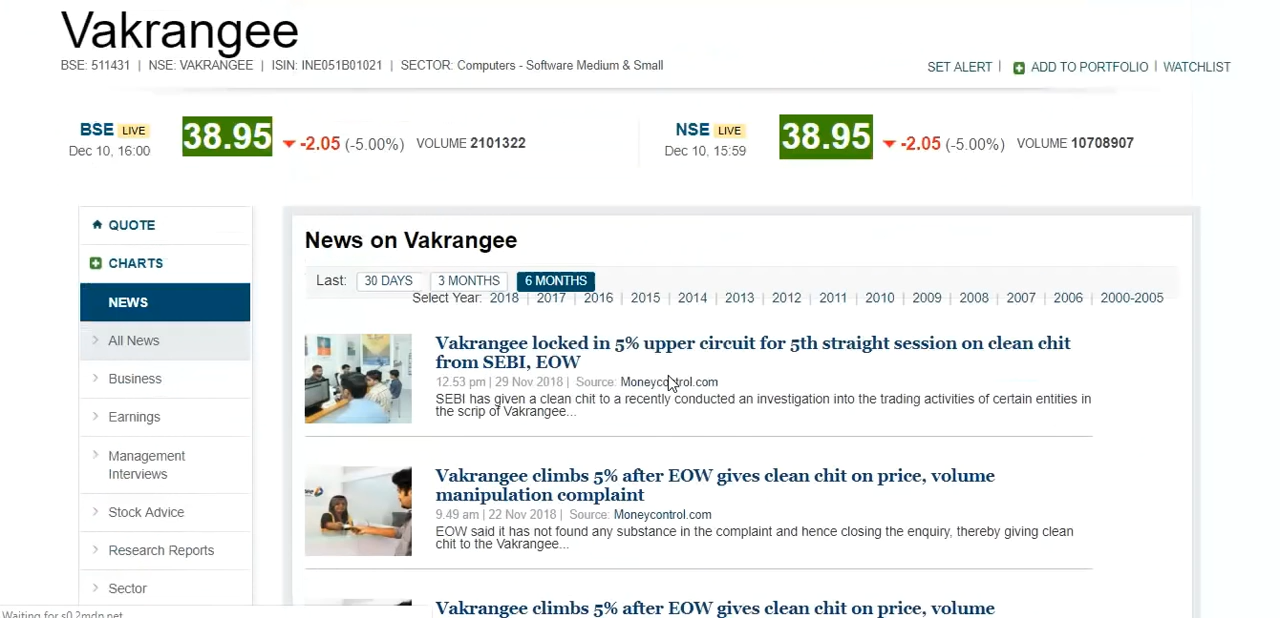 Vakrangee
BSE: 511431 | NSE: VAKRANGEE | ISIN: INE051B01021 | SECTOR: Computers - Software Medium & Small
SET ALERT | ADD TO PORTFOLIO | WATCHLIST
BSE LIVE
Dec 10, 16:00
38.95
-2.05 (-5.00%) VOLUME 2101322
NSE LIVE
Dec 10, 15:59
38.95
-2.05 (-5.00%) VOLUME 10708907
QUOTE
CHARTS
NEWS
All News
Business
Earnings
Management
Interviews
Stock Advice
Research Reports
Sector
News on Vakrangee
Last: 30 DAYS 3 MONTHS 6 MONTHS
Select Year: 2018 | 2017 | 2016 | 2015 | 2014 | 2013 | 2012 | 2011 | 2010 | 2009 | 2008 | 2007 | 2006 | 2000-2005
Vakrangee locked in 5% upper circuit for 5th straight session on clean chit
from SEBI, EOW
12.53 pm | 29 Nov 2018 | Source: Moneycontrol.com
SEBI has given a clean chit to a recently conducted an investigation into the trading activities of certain entities in
the scrip of Vakrangee...
Vakrangee climbs 5% after EOW gives clean chit on price, volume
manipulation complaint
9.49 am | 22 Nov 2018 | Source: Moneycontrol.com
EOW said it has not found any substance in the complaint and hence closing the enquiry, thereby giving clean
chit to the Vakrangee...
Vakrangee climbs 5% after EOW gives clean chit on price, volume
Waiting for s0.2mdn.net